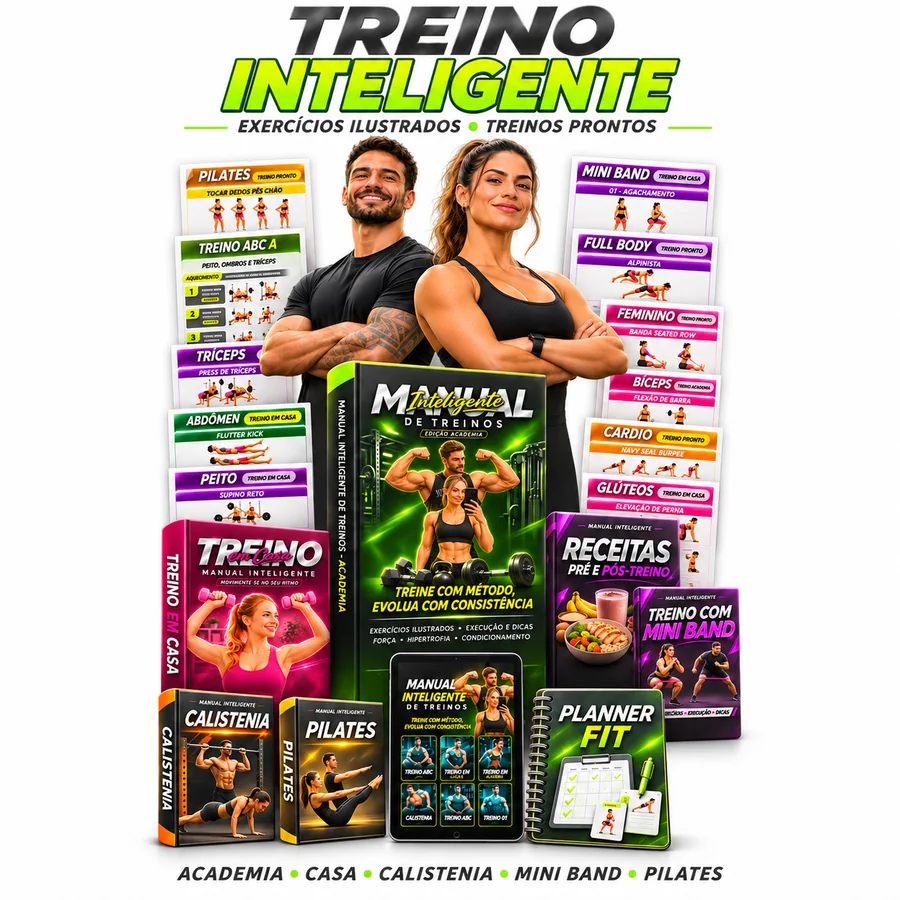 TREINO
INTELIGENTE
EXERCÍCIOS ILUSTRADOS • TREINOS PRONTOS
PILATES TREINO PRONTO
TOCAR DEDOS PÉS CHÃO
TREINO ABC A
PEITO, OMBROS E TRÍCEPS
AQUECIMENTO
1
2
3
TRÍCEPS
PRESS DE TRÍCEPS
ABDÔMEN TREINO EM CASA
FLUTTER KICK
PEITO TREINO EM CASA
SUPINO RETO
MINI BAND TREINO EM CASA
01 - AGACHAMENTO
FULL BODY TREINO PRONTO
ALPINISTA
FEMININO TREINO PRONTO
BANDA SEATED ROW
BÍCEPS TREINO ACADEMIA
FLEXÃO DE BARRA
CARDIO TREINO PRONTO
NAVY SEAL BURPEE
GLÚTEOS TREINO EM CASA
ELEVAÇÃO DE PERNA
MANUAL
Inteligente
DE TREINOS
EDIÇÃO ACADEMIA
TREINE COM MÉTODO,
EVOLUA COM CONSISTÊNCIA
EXERCÍCIOS ILUSTRADOS • EXECUÇÃO E DICAS
FORÇA • HIPERTROFIA • CONDICIONAMENTO
MANUAL INTELIGENTE DE TREINOS - ACADEMIA
TREINO
em Casa
MANUAL INTELIGENTE
MOVIMENTE SE NO SEU RITMO
TREINO EM CASA
MANUAL INTELIGENTE
RECEITAS
PRÉ E PÓS-TREINO
MANUAL INTELIGENTE
TREINO COM
MINI BAND
EXECUÇÃO - DICAS
MANUAL INTELIGENTE
CALISTENIA
CALISTENIA
MANUAL INTELIGENTE
PILATES
PILATES
MANUAL
INTELIGENTE
DE TREINOS
TREINE COM MÉTODO,
EVOLUA COM CONSISTÊNCIA
TREINO ABC
TREINO EM
TREINO EM
CALISTENIA
TREINO ABC
TREINO 01
PLANNER
FIT
ACADEMIA • CASA • CALISTENIA • MINI BAND • PILATES